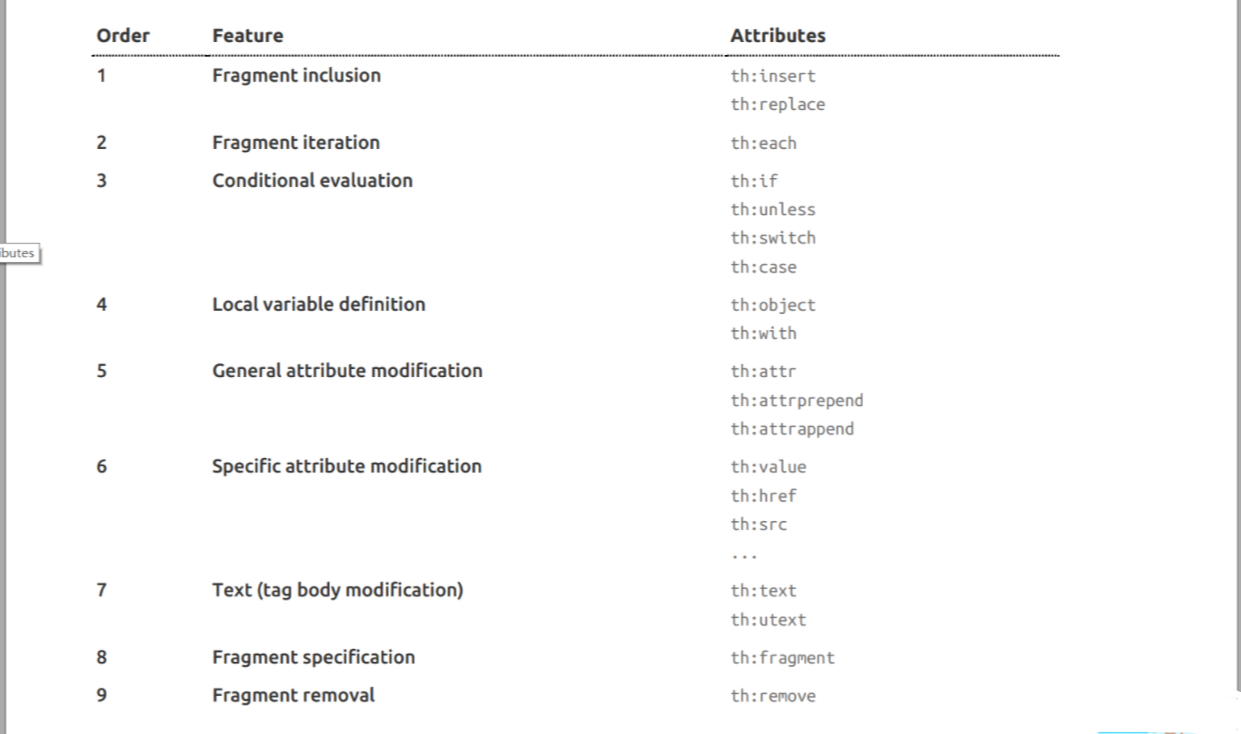 Order Feature Attributes
1 Fragment inclusion th:insert
th:replace
2 Fragment iteration th:each
3 Conditional evaluation th:if
th:unless
th:switch
th:case
ibutes
4 Local variable definition th:object
th:with
5 General attribute modification th:attr
th:attrprepend
th:attrappend
6 Specific attribute modification th:value
th:href
th:src
...
7 Text (tag body modification) th:text
th:utext
8 Fragment specification th:fragment
9 Fragment removal th:remove